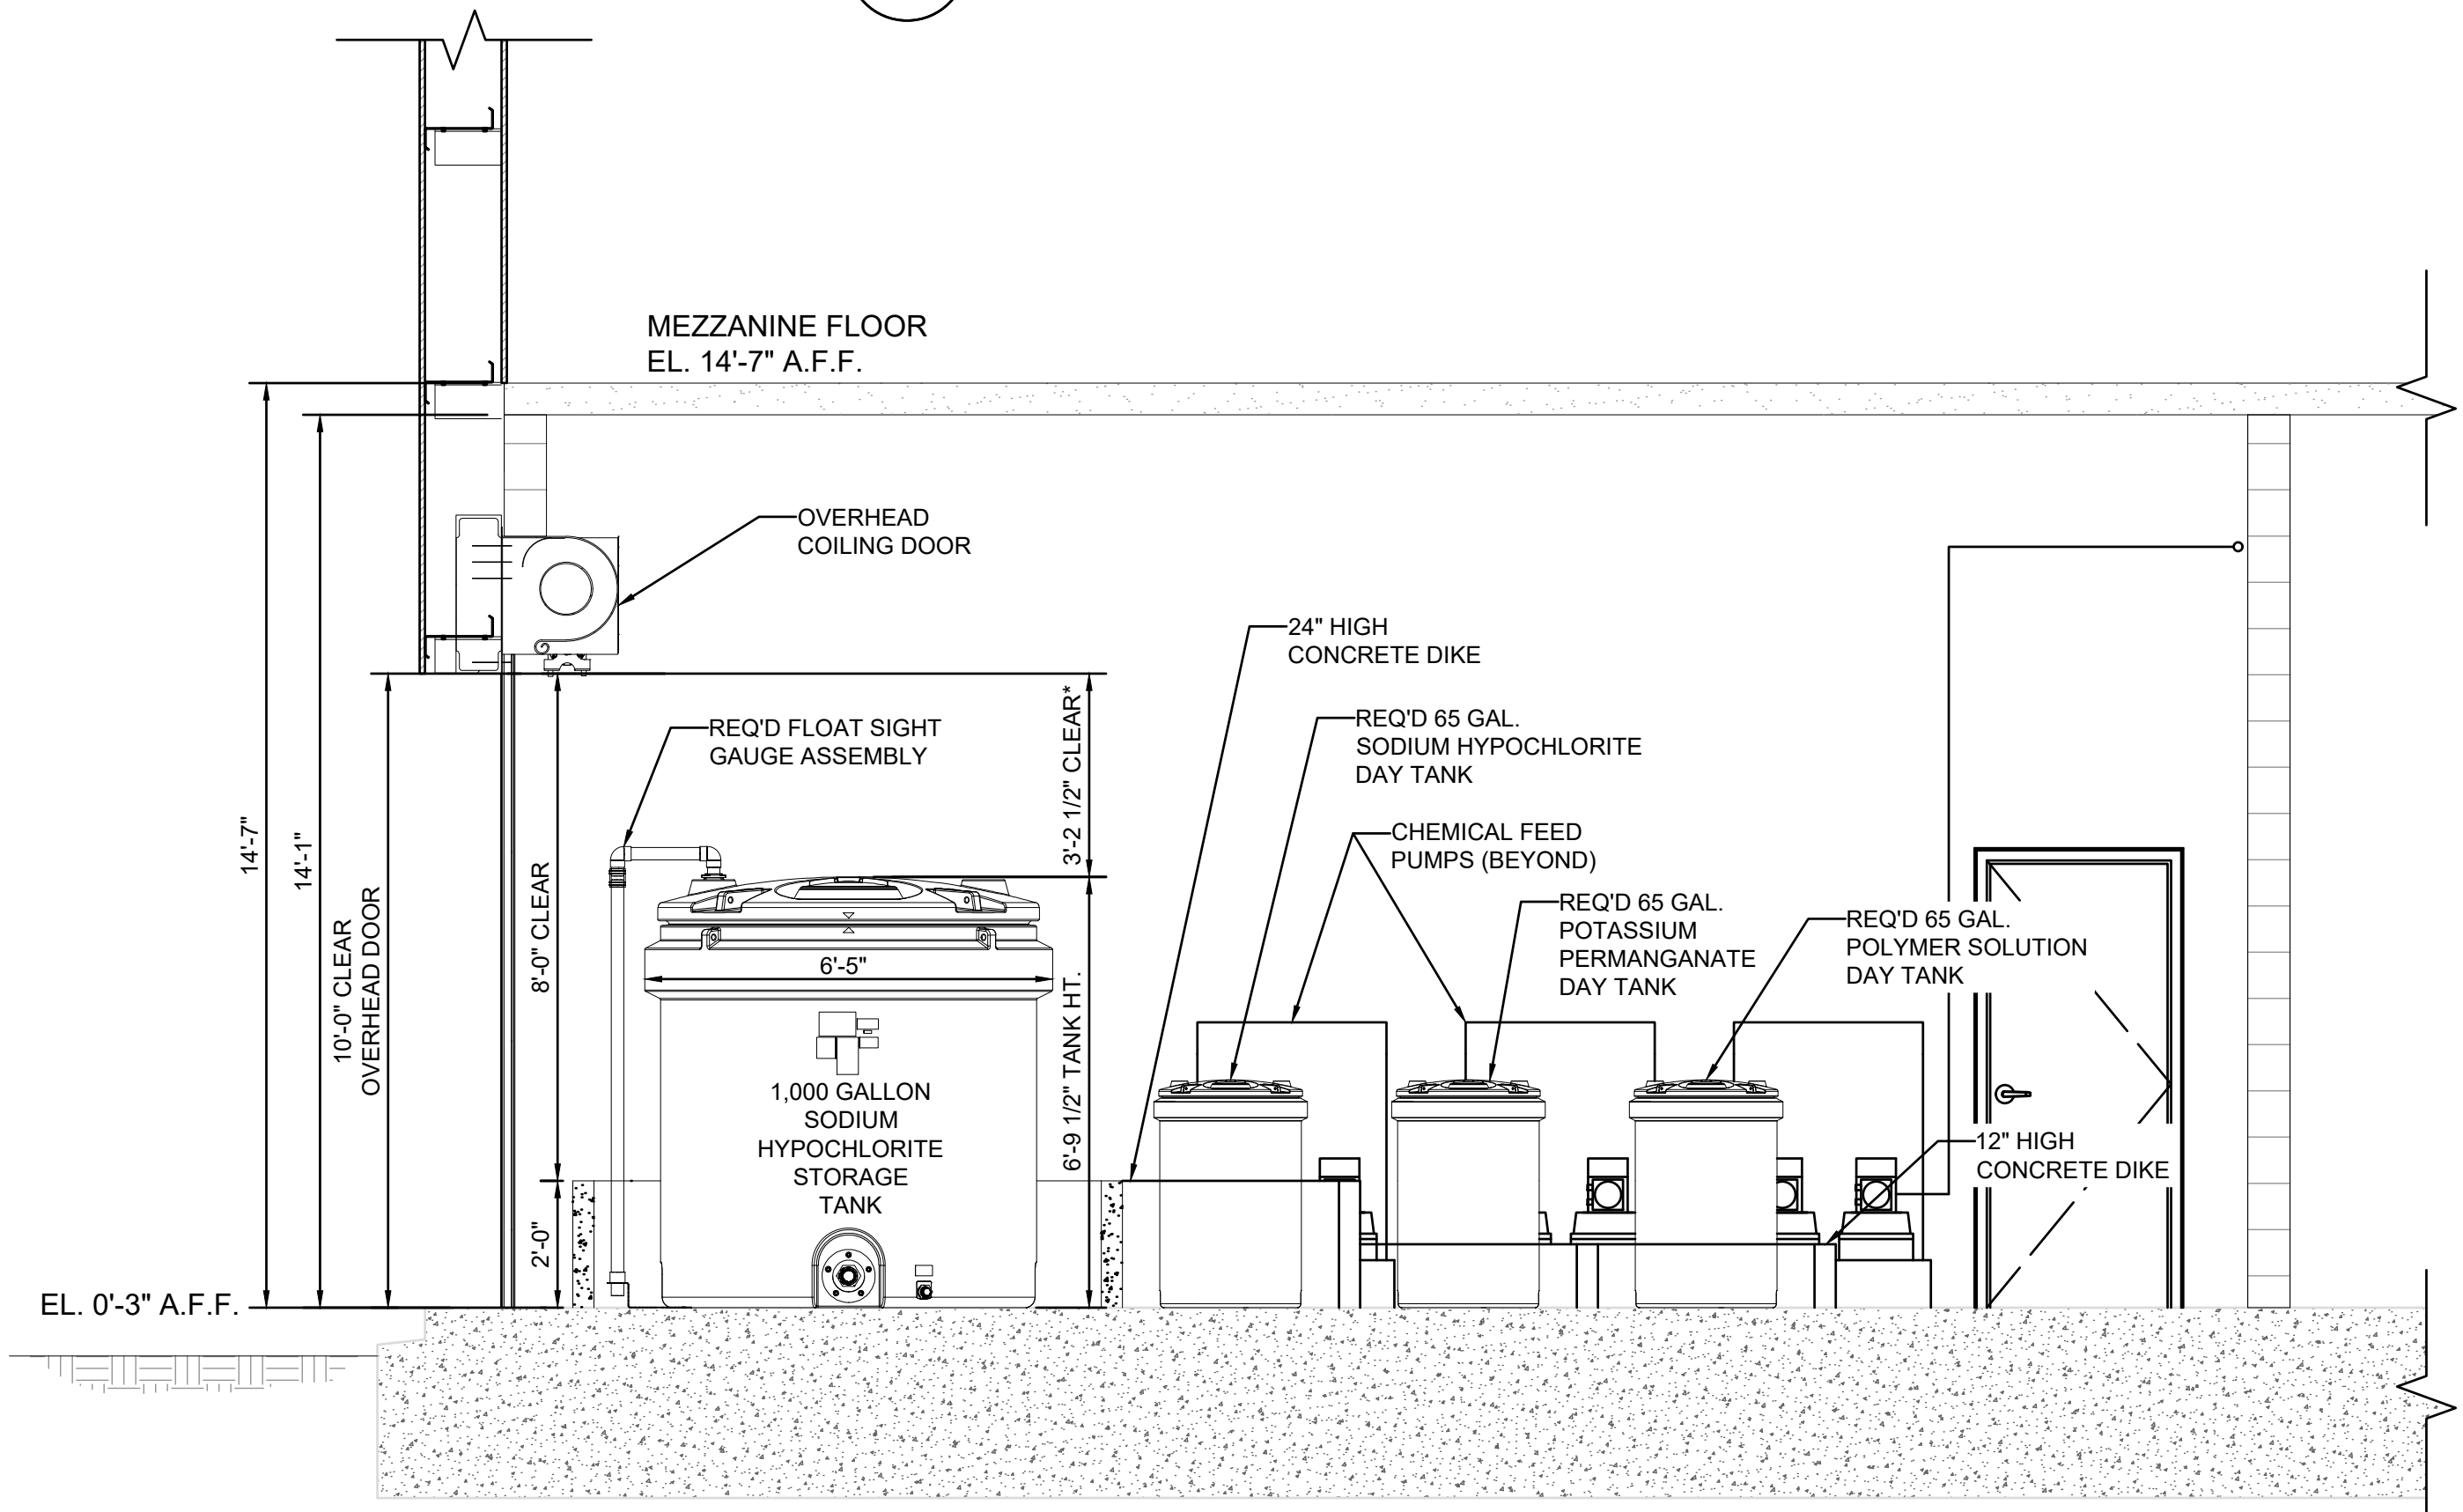 MEZZANINE FLOOR
EL. 14'-7" A.F.F.
OVERHEAD
COILING DOOR
24" HIGH
CONCRETE DIKE
REQ'D FLOAT SIGHT
GAUGE ASSEMBLY
REQ'D 65 GAL.
SODIUM HYPOCHLORITE
DAY TANK
CHEMICAL FEED
PUMPS (BEYOND)
REQ'D 65 GAL.
POTASSIUM
PERMANGANATE
DAY TANK
REQ'D 65 GAL.
POLYMER SOLUTION
DAY TANK
14'-7"
14'-1"
10'-0" CLEAR
OVERHEAD DOOR
8'-0" CLEAR
2'-0"
3'-2 1/2" CLEAR*
6'-9 1/2" TANK HT.
6'-5"
1,000 GALLON
SODIUM
HYPOCHLORITE
STORAGE
TANK
12" HIGH
CONCRETE DIKE
EL. 0'-3" A.F.F.